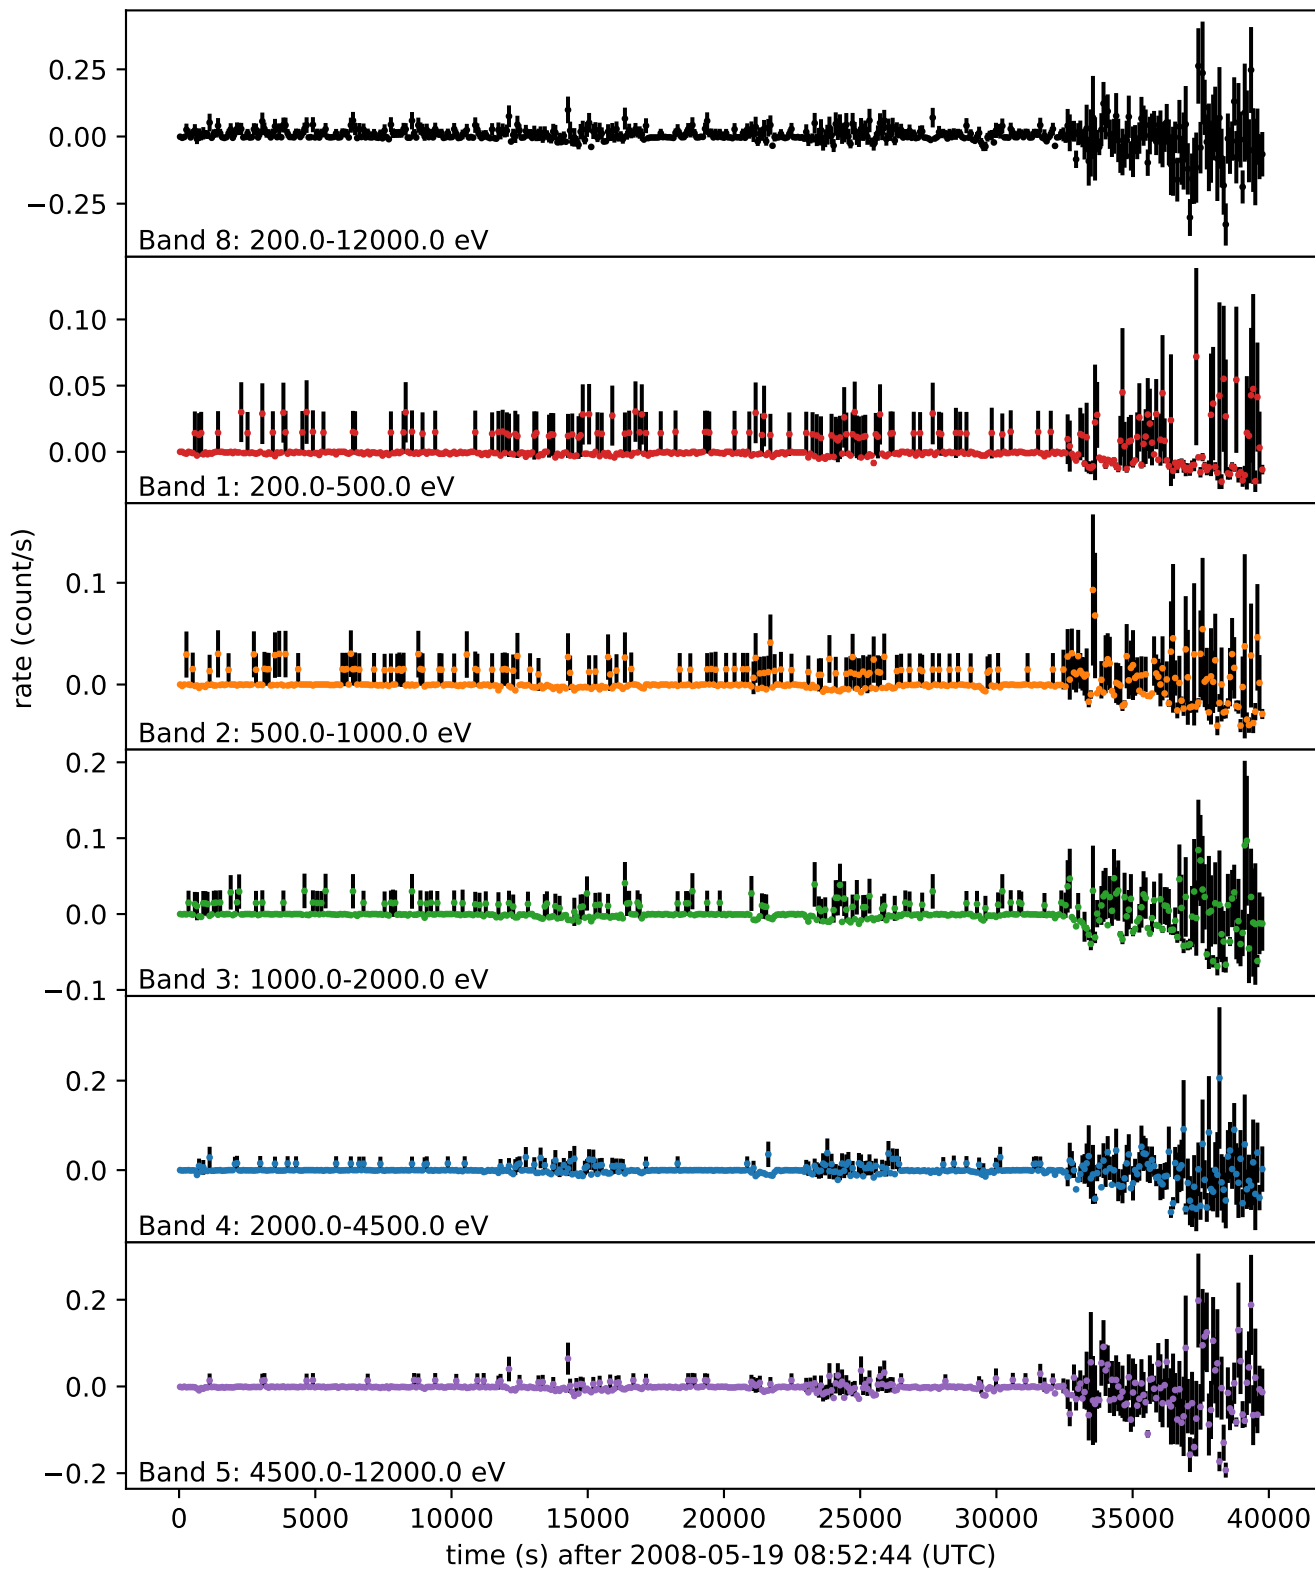 0.25
0.00
−0.25
Band 8: 200.0-12000.0 eV
0.10
0.05
0.00
Band 1: 200.0-500.0 eV
rate (count/s)
0.1
0.0
Band 2: 500.0-1000.0 eV
0.2
0.1
0.0
−0.1
Band 3: 1000.0-2000.0 eV
0.2
0.0
Band 4: 2000.0-4500.0 eV
0.2
0.0
−0.2
Band 5: 4500.0-12000.0 eV
0 5000 10000 15000 20000 25000 30000 35000 40000
time (s) after 2008-05-19 08:52:44 (UTC)